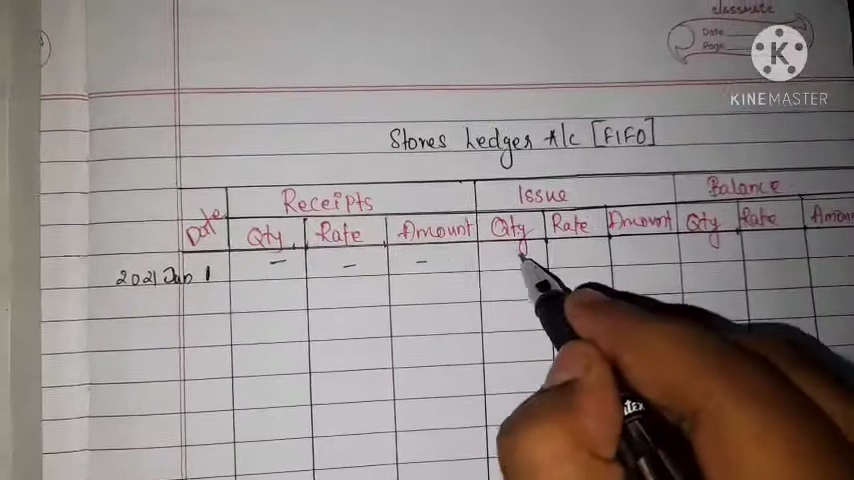 classmate
Date
Page
KINEMASTER
Stores Ledger A/c [FIFO]
Date Receipts Issue Balance
Qty Rate Amount Qty Rate Amount Qty Rate Amoun
2021 Jan 1 - - -